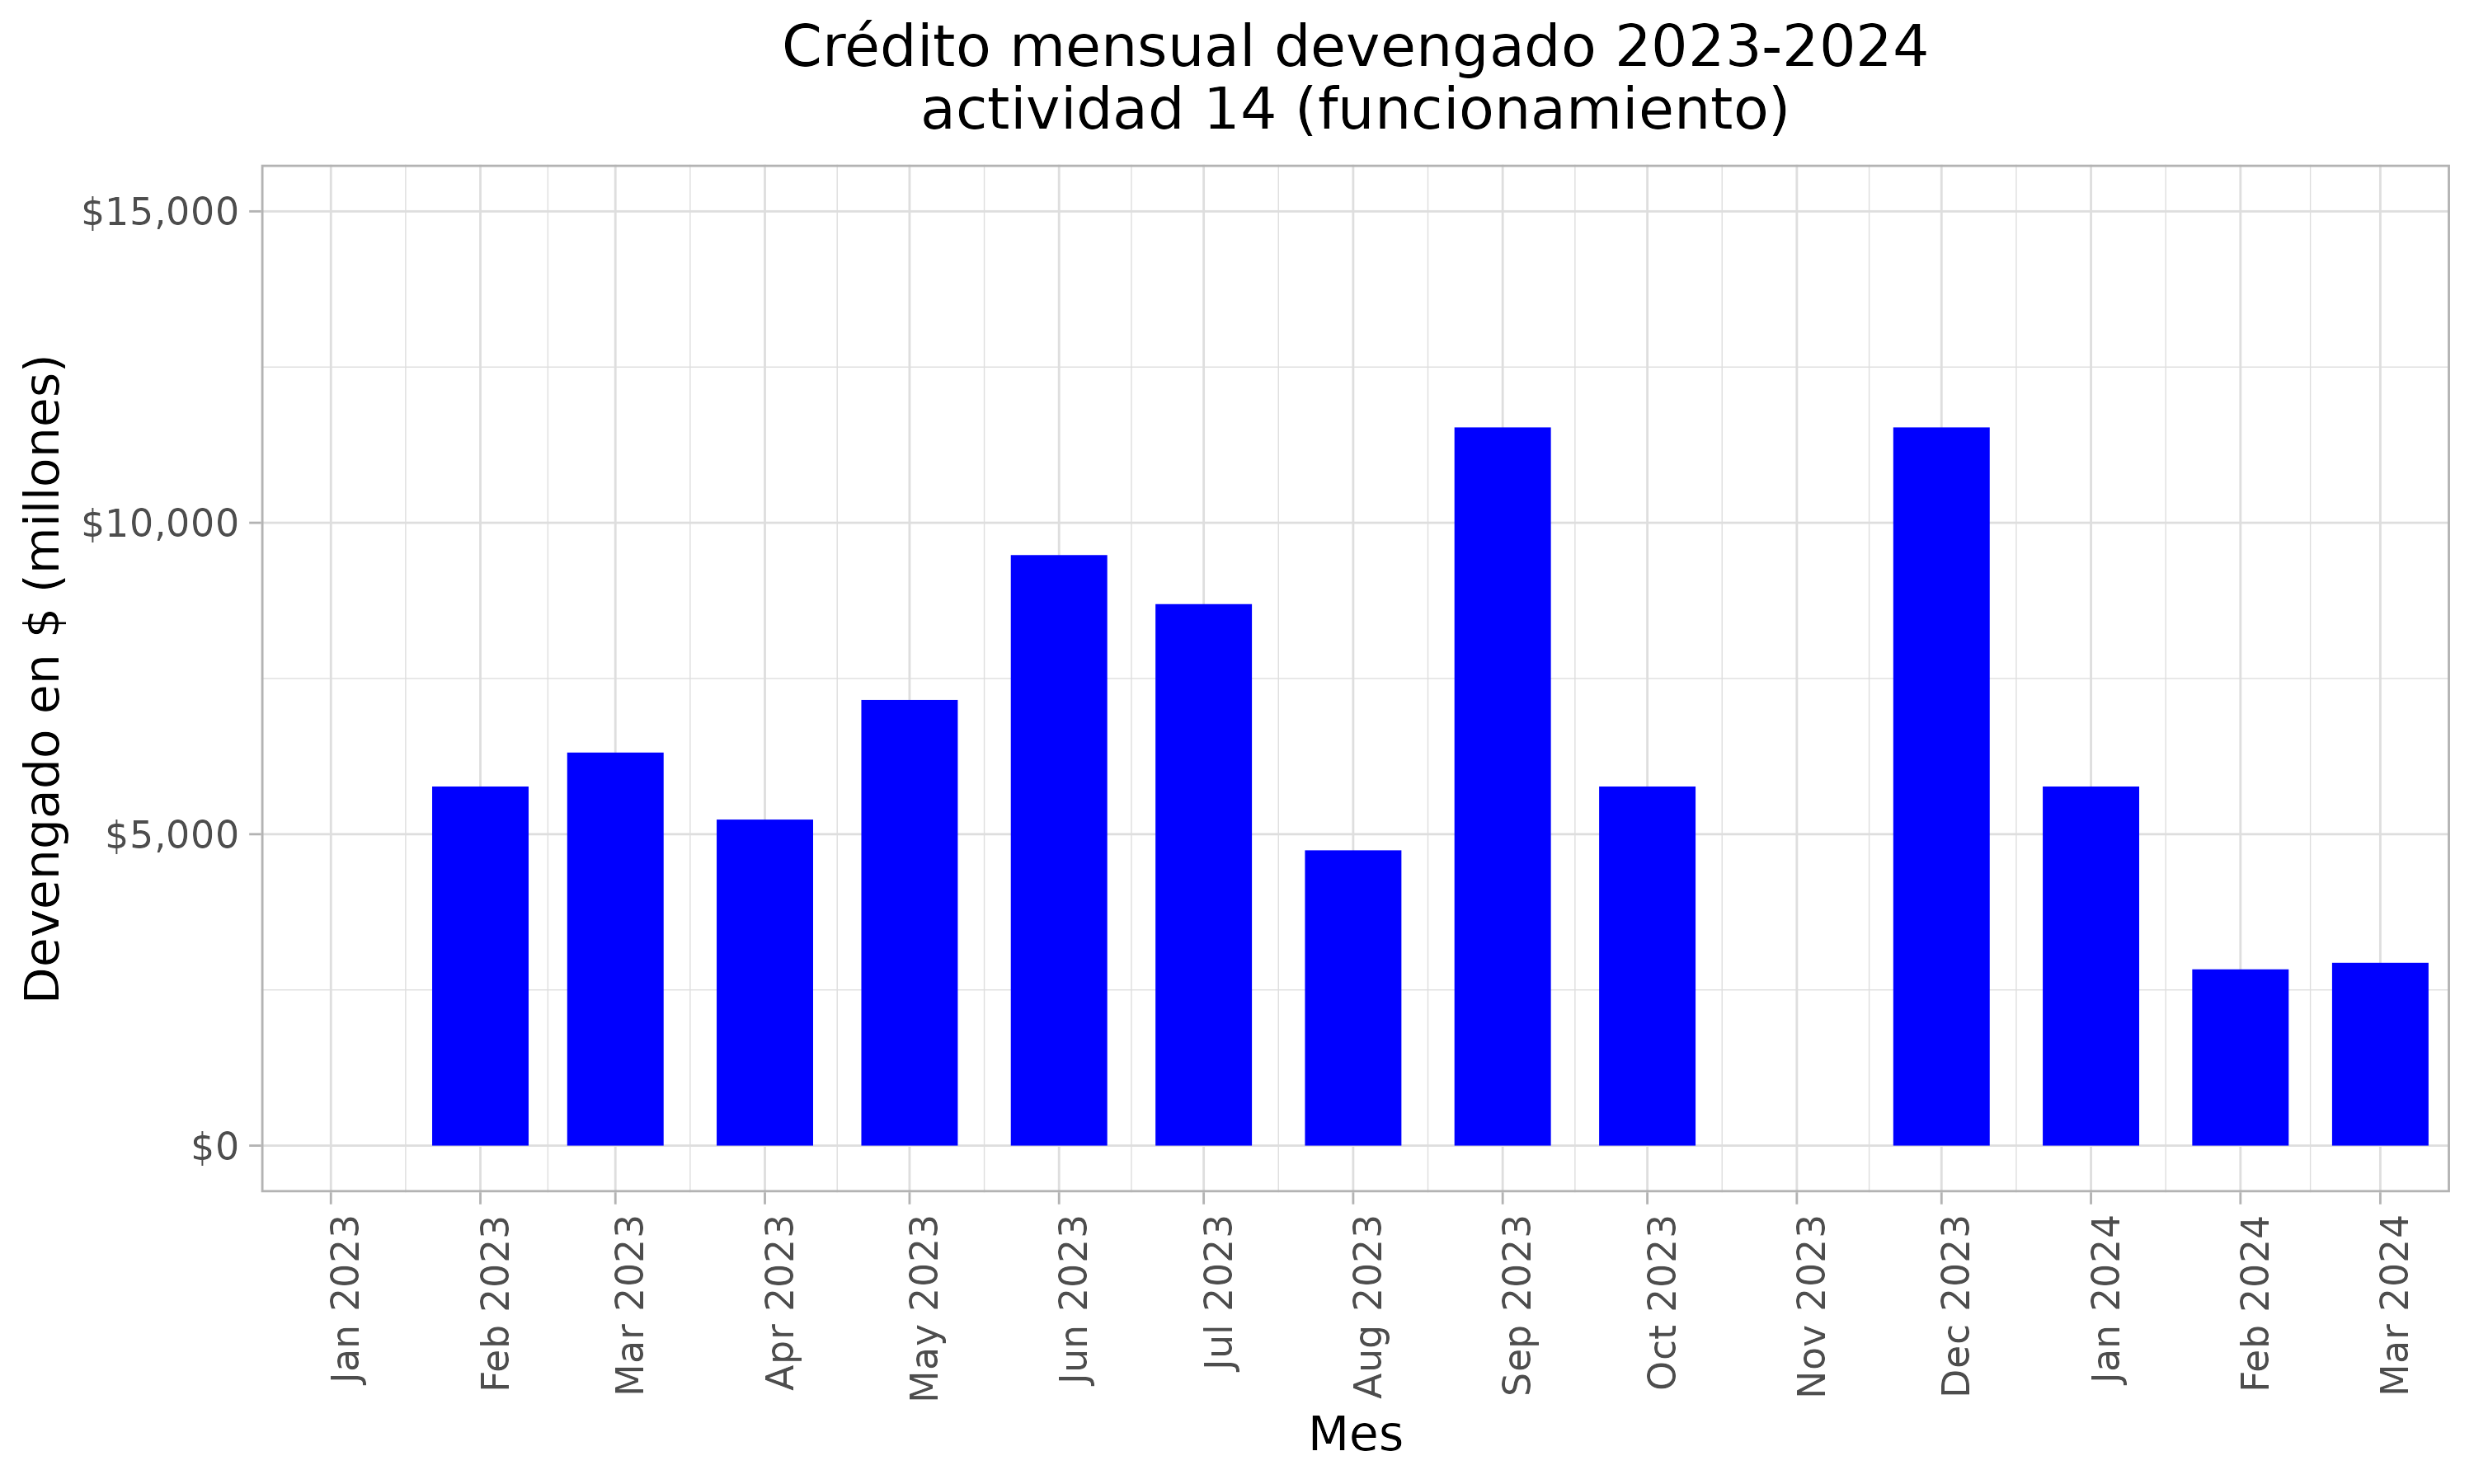 Crédito mensual devengado 2023-2024
actividad 14 (funcionamiento)
Devengado en $ (millones)
$15,000
$10,000
$5,000
$0
Jan 2023
Feb 2023
Mar 2023
Apr 2023
May 2023
Jun 2023
Jul 2023
Aug 2023
Sep 2023
Oct 2023
Nov 2023
Dec 2023
Jan 2024
Feb 2024
Mar 2024
Mes